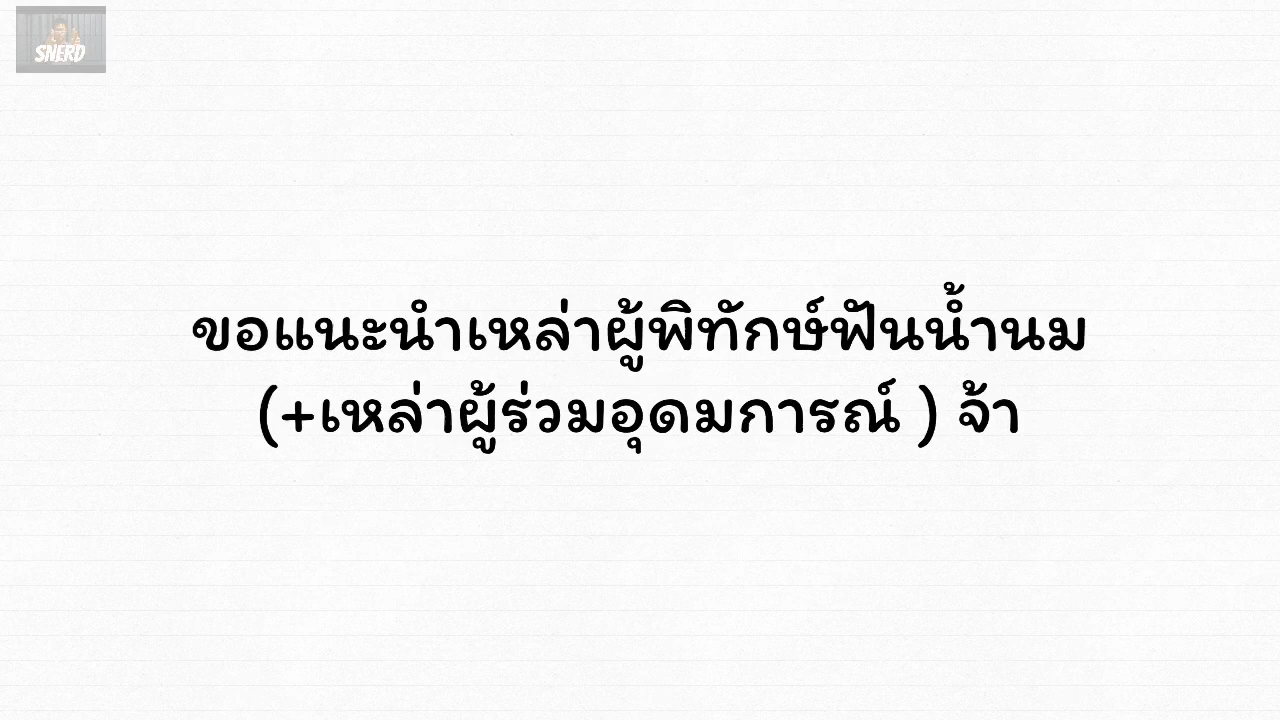 SNERD
ขอแนะนำเหล่าผู้พิทักษ์ฟันน้ำนม
(+เหล่าผู้ร่วมอุดมการณ์ ) จ้า